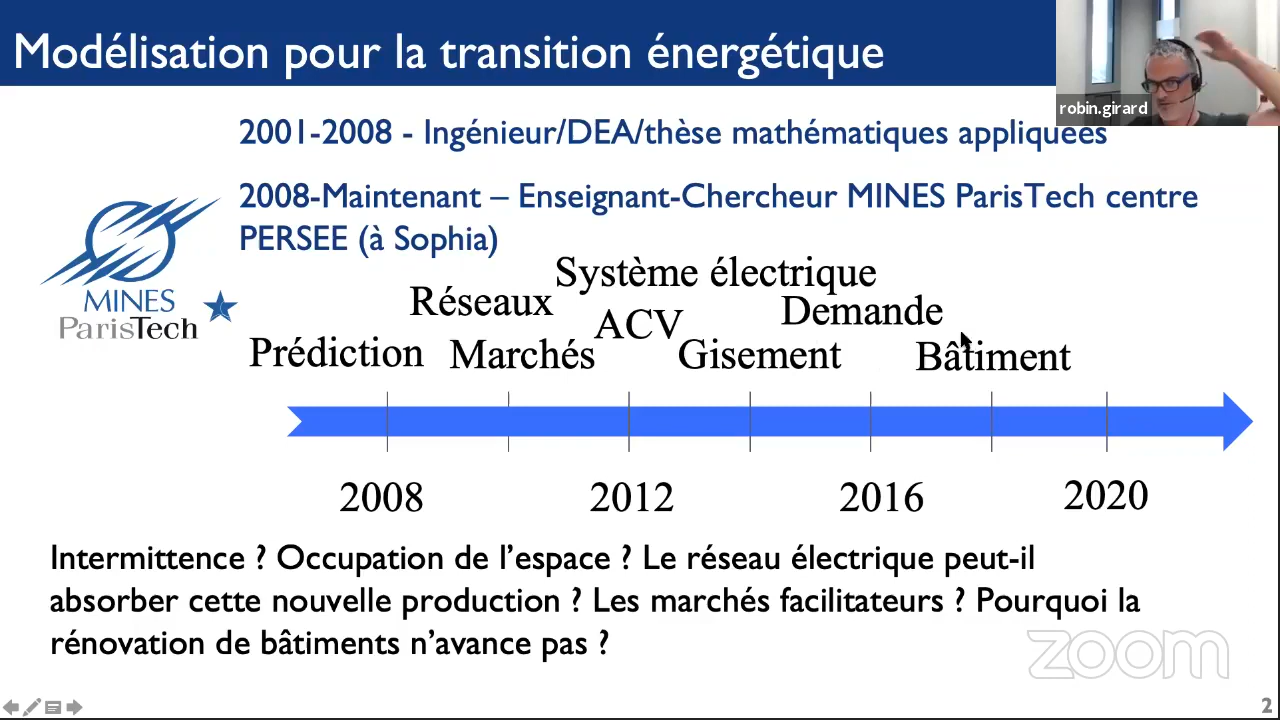 Modélisation pour la transition énergétique
robin.girard
2001-2008 - Ingénieur/DEA/thèse mathématiques appliquées
2008-Maintenant – Enseignant-Chercheur MINES ParisTech centre
PERSEE (à Sophia)
MINES
ParisTech
Système électrique
Réseaux
Demande
ACV
Prédiction
Marchés
Gisement
Bâtiment
2008
2012
2016
2020
Intermittence ? Occupation de l’espace ? Le réseau électrique peut-il
absorber cette nouvelle production ? Les marchés facilitateurs ? Pourquoi la
rénovation de bâtiments n’avance pas ?
zoom
2